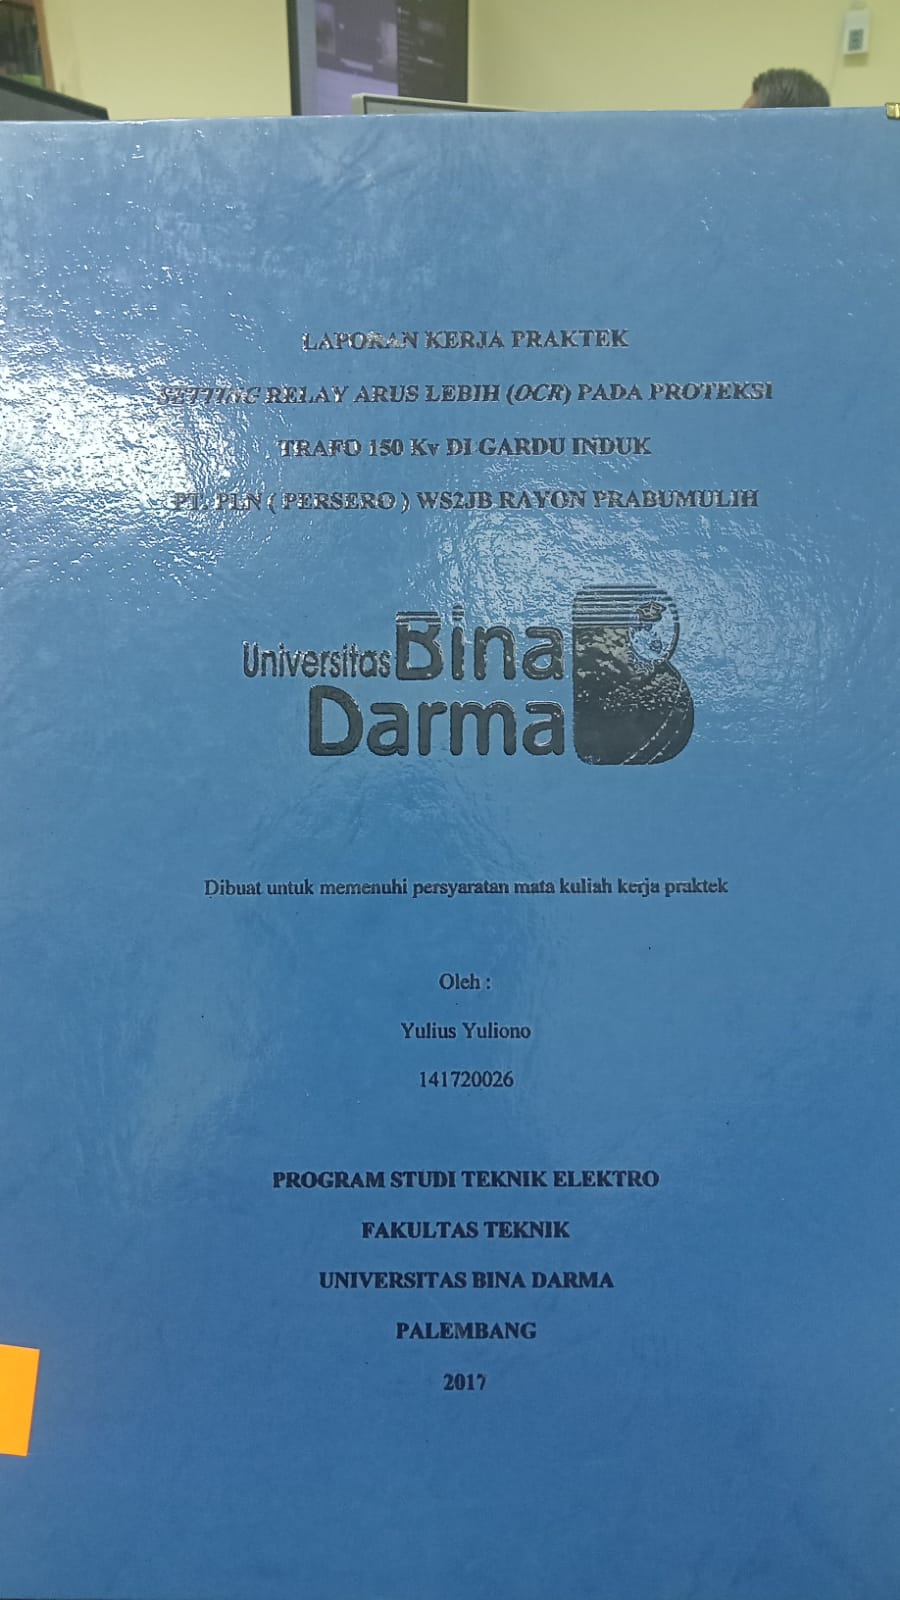 LAPORAN KERJA PRAKTEK
SETTING RELAY ARUS LEBIH (OCR) PADA PROTEKSI
TRAFO 150 Kv DI GARDU INDUK
PT. PLN ( PERSERO ) WS2JB RAYON PRABUMULIH
Universitas Bina
Darma
Dibuat untuk memenuhi persyaratan mata kuliah kerja praktek
Oleh :
Yulius Yuliono
141720026
PROGRAM STUDI TEKNIK ELEKTRO
FAKULTAS TEKNIK
UNIVERSITAS BINA DARMA
PALEMBANG
2017